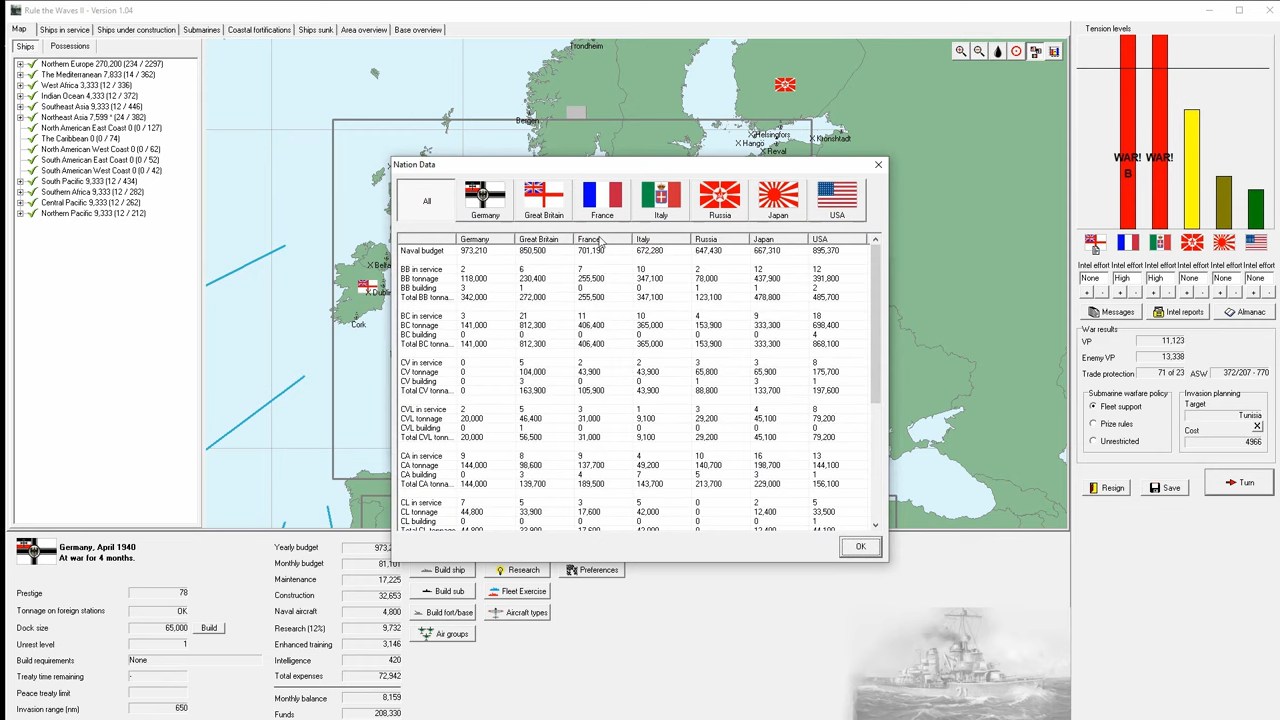 Rule the Waves II - Version 1.04
Map Ships in service Ships under construction Submarines Coastal fortifications Ships sunk Area overview Base overview
Ships Possessions
Northern Europe 270,200 (234 / 2297)
The Mediterranean 7,833 (14 / 362)
West Africa 3,333 (12 / 336)
Indian Ocean 4,333 (12 / 372)
Southeast Asia 9,333 (12 / 446)
Northeast Asia 7,599 * (24 / 382)
North American East Coast 0 (0 / 127)
The Caribbean 0 (0 / 74)
North American West Coast 0 (0 / 62)
South American East Coast 0 (0 / 52)
South American West Coast 0 (0 / 42)
South Pacific 9,333 (12 / 434)
Southern Africa 9,333 (12 / 262)
Central Pacific 9,333 (12 / 262)
Northern Pacific 9,333 (10 / 212)
Trondheim
Bergen
Helsingfors
Hango
Kronshtadt
Reval
Belfa
Dublin
Cork
Nation Data
All Germany Great Britain France Italy Russia Japan USA
Germany Great Britain France Italy Russia Japan USA
Naval budget 973,210 850,500 701,190 672,280 647,430 667,310 895,370
BB in service 2 6 7 10 2 12 12
BB tonnage 118,000 230,400 255,500 347,100 78,000 437,900 391,800
BB building 3 1 0 0 1 1 2
Total BB tonna... 342,000 272,000 255,500 347,100 123,100 478,800 485,700
BC in service 3 21 11 10 4 9 18
BC tonnage 141,000 812,300 406,400 365,000 153,900 333,300 698,400
BC building 0 0 0 0 0 0 4
Total BC tonna... 141,000 812,300 406,400 365,000 153,900 333,300 868,100
CV in service 0 5 2 2 3 3 8
CV tonnage 0 104,000 43,900 43,900 65,800 65,900 175,700
CV building 0 3 3 0 1 3 1
Total CV tonna... 0 163,900 105,900 43,900 88,800 133,700 197,600
CVL in service 2 5 3 1 3 4 8
CVL tonnage 20,000 46,400 31,000 9,100 29,200 45,100 79,200
CVL building 0 1 0 0 0 0 0
Total CVL tonn... 20,000 56,500 31,000 9,100 29,200 45,100 79,200
CA in service 9 8 9 4 10 16 13
CA tonnage 144,000 98,600 137,700 49,200 140,700 198,700 144,100
CA building 0 3 4 7 5 3 1
Total CA tonna... 144,000 139,700 189,500 143,700 213,700 229,000 156,100
CL in service 7 5 3 5 0 2 5
CL tonnage 44,800 33,900 17,600 42,000 0 12,400 33,500
CL building 0 0 0 0 0 0 1
OK
Tension levels
WAR! WAR!
B
Intel effort Intel effort Intel effort Intel effort Intel effort Intel effort
None High High None None None
+ - + - + - + - + - + -
Messages Intel reports Almanac
War results
VP 11,123
Enemy VP 13,338
Trade protection 71 of 23 ASW 372/207 - 770
Submarine warfare policy
Fleet support
Prize rules
Unrestricted
Invasion planning
Target
Tunisia
X
Cost
4966
Resign Save Turn
Germany, April 1940
At war for 4 months.
Prestige 78
Tonnage on foreign stations OK
Dock size 65,000 Build
Unrest level 1
Build requirements None
Treaty time remaining -
Peace treaty limit
Invasion range (nm) 650
Yearly budget 973,2
Monthly budget 81,101
Maintenance 17,225
Construction 32,653
Naval aircraft 4,800
Research (12%) 9,732
Enhanced training 3,146
Intelligence 420
Total expenses 72,942
Monthly balance 8,159
Funds 208,330
Build ship Research Preferences
Build sub Fleet Exercise
Build fort/base Aircraft types
Air groups